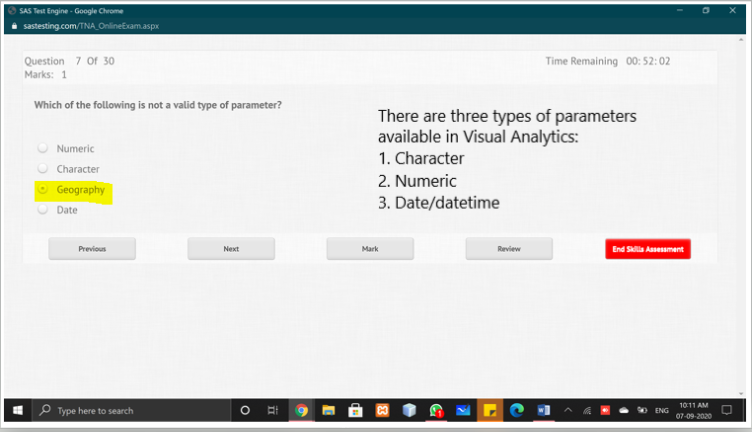 SAS Test Engine - Google Chrome
sastesting.com/TNA_OnlineExam.aspx
Question 7 Of 30
Time Remaining 00: 52: 02
Marks: 1
Which of the following is not a valid type of parameter?
Numeric
Character
Geography
Date
There are three types of parameters
available in Visual Analytics:
1. Character
2. Numeric
3. Date/datetime
Previous
Next
Mark
Review
End Skills Assessment
Type here to search
ENG
10:11 AM
07-09-2020